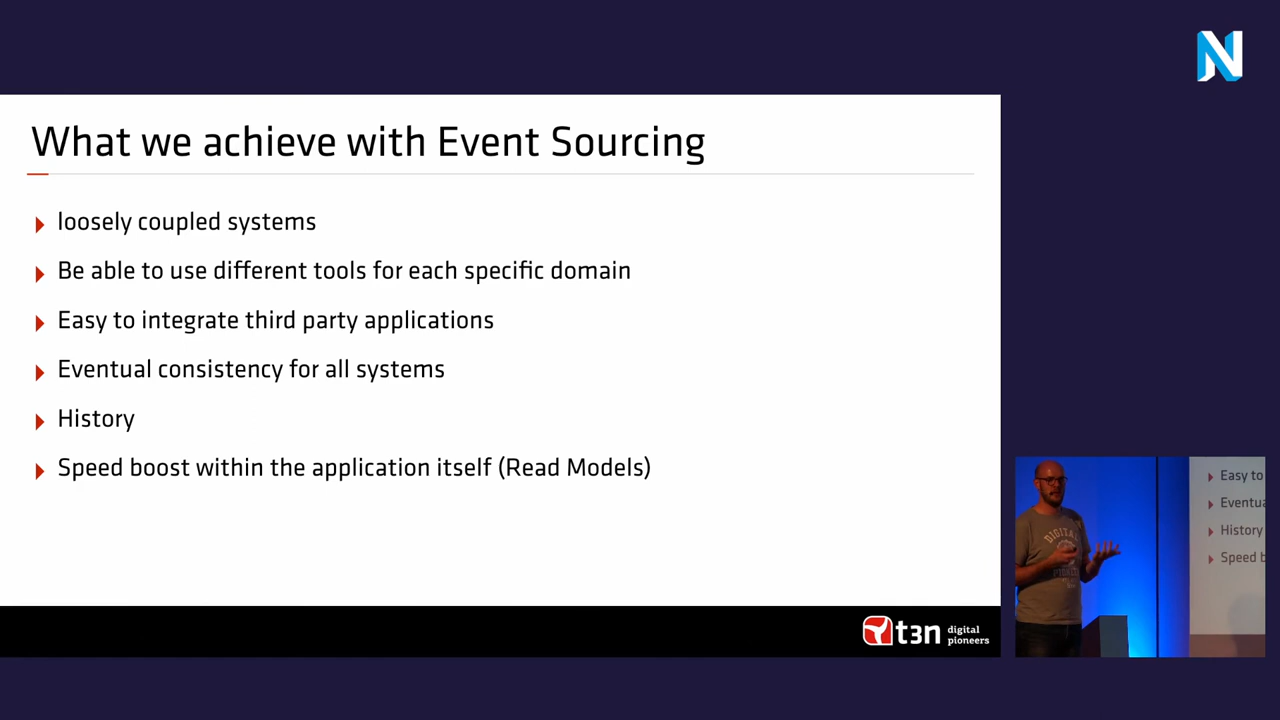 What we achieve with Event Sourcing
loosely coupled systems
Be able to use different tools for each specific domain
Easy to integrate third party applications
Eventual consistency for all systems
History
Speed boost within the application itself (Read Models)
t3n digital
pioneers
N
Easy to
Eventua
History
Speed b
DIGITAL